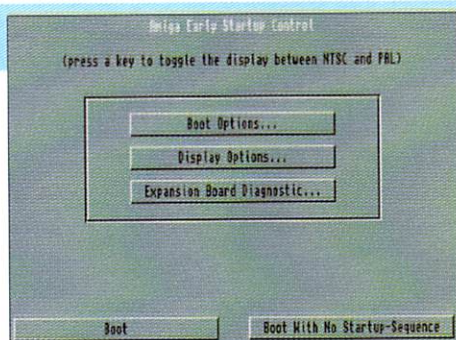 Amiga Early Startup Control
(press a key to toggle the display between NTSC and PAL)
Boot Options...
Display Options...
Expansion Board Diagnostic...
Boot
Boot With No Startup-Sequence